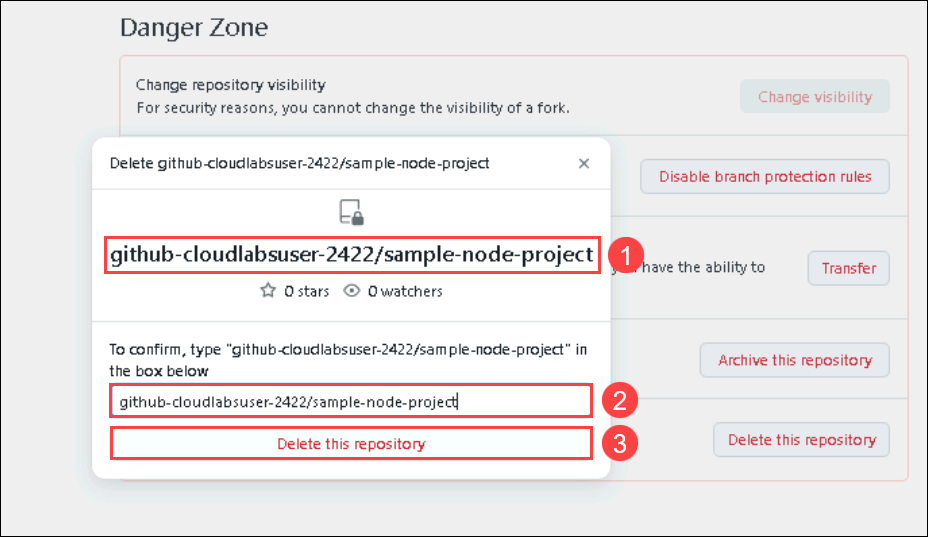 Danger Zone
Change repository visibility
For security reasons, you cannot change the visibility of a fork.
Change visibility
Disable branch protection rules
have the ability to
Transfer
Archive this repository
Delete this repository
Delete github-cloudlabsuser-2422/sample-node-project
×
github-cloudlabsuser-2422/sample-node-project
1
0 stars
0 watchers
To confirm, type "github-cloudlabsuser-2422/sample-node-project" in
the box below
github-cloudlabsuser-2422/sample-node-project
2
Delete this repository
3